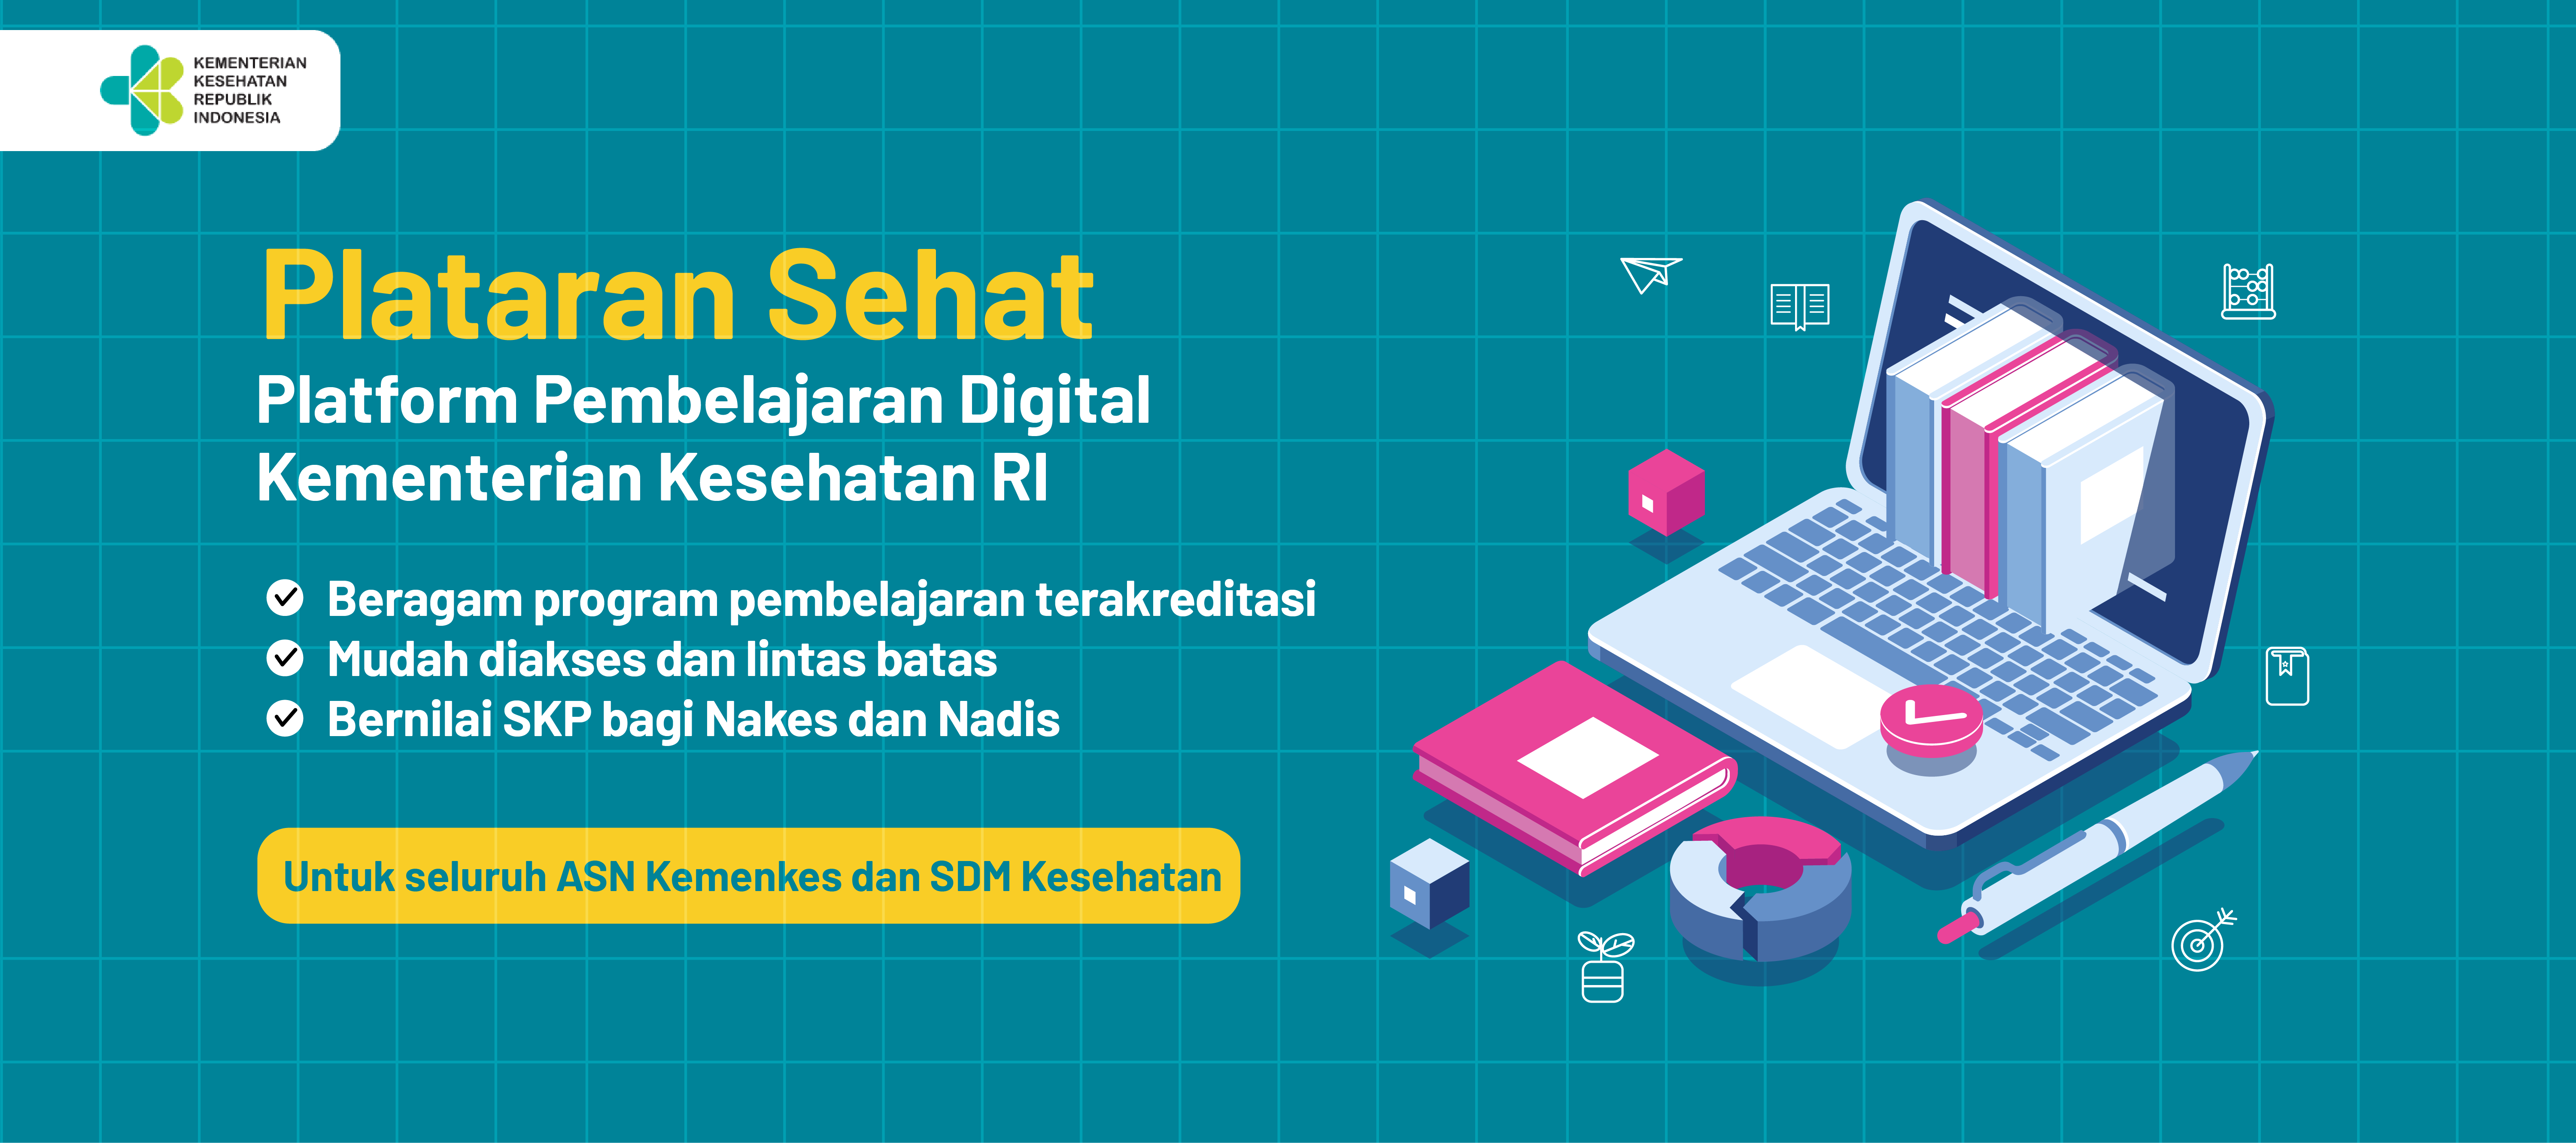 KEMENTERIAN
KESEHATAN
REPUBLIK
INDONESIA
Plataran Sehat
Platform Pembelajaran Digital
Kementerian Kesehatan RI
Beragam program pembelajaran terakreditasi
Mudah diakses dan lintas batas
Bernilai SKP bagi Nakes dan Nadis
Untuk seluruh ASN Kemenkes dan SDM Kesehatan